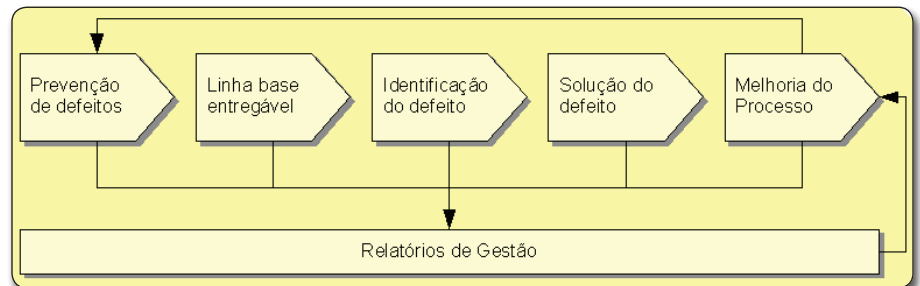 Prevenção
de defeitos
Linha base
entregável
Identificação
do defeito
Solução do
defeito
Melhoria do
Processo
Relatórios de Gestão